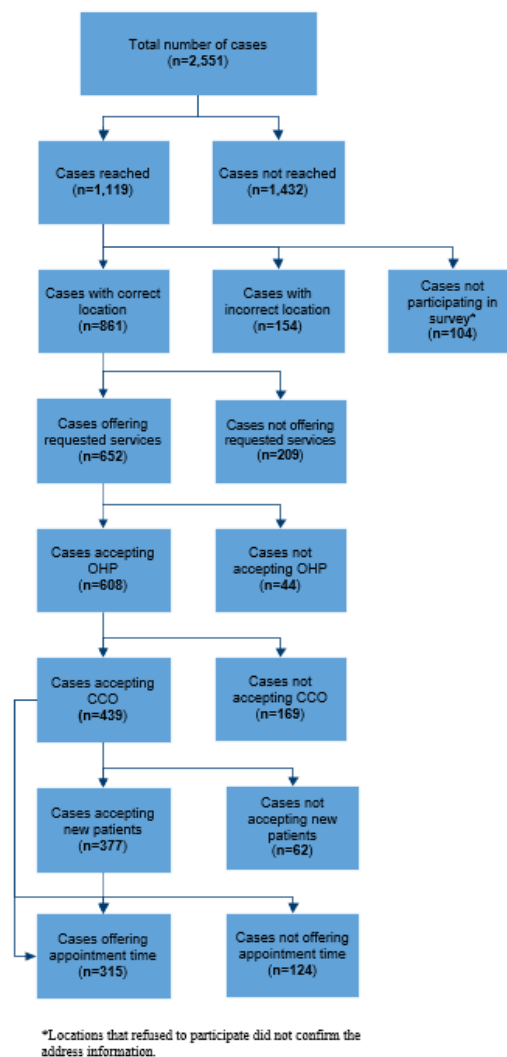 Total number of cases
(n=2,551)
Cases reached
(n=1,119)
Cases not reached
(n=1,432)
Cases with correct
location
(n=861)
Cases with
incorrect location
(n=154)
Cases not
participating in
survey*
(n=104)
Cases offering
requested services
(n=652)
Cases not offering
requested services
(n=209)
Cases accepting
OHP
(n=608)
Cases not
accepting OHP
(n=44)
Cases accepting
CCO
(n=439)
Cases not
accepting CCO
(n=169)
Cases accepting
new patients
(n=377)
Cases not
accepting new
patients
(n=62)
Cases offering
appointment time
(n=315)
Cases not offering
appointment time
(n=124)
*Locations that refused to participate did not confirm the
address information.